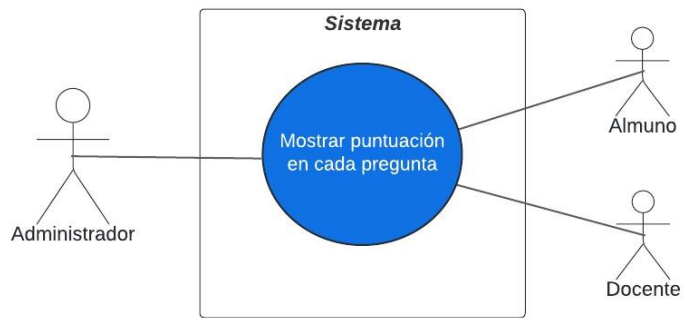 Sistema
Mostrar puntuación
en cada pregunta
Administrador
Almuno
Docente